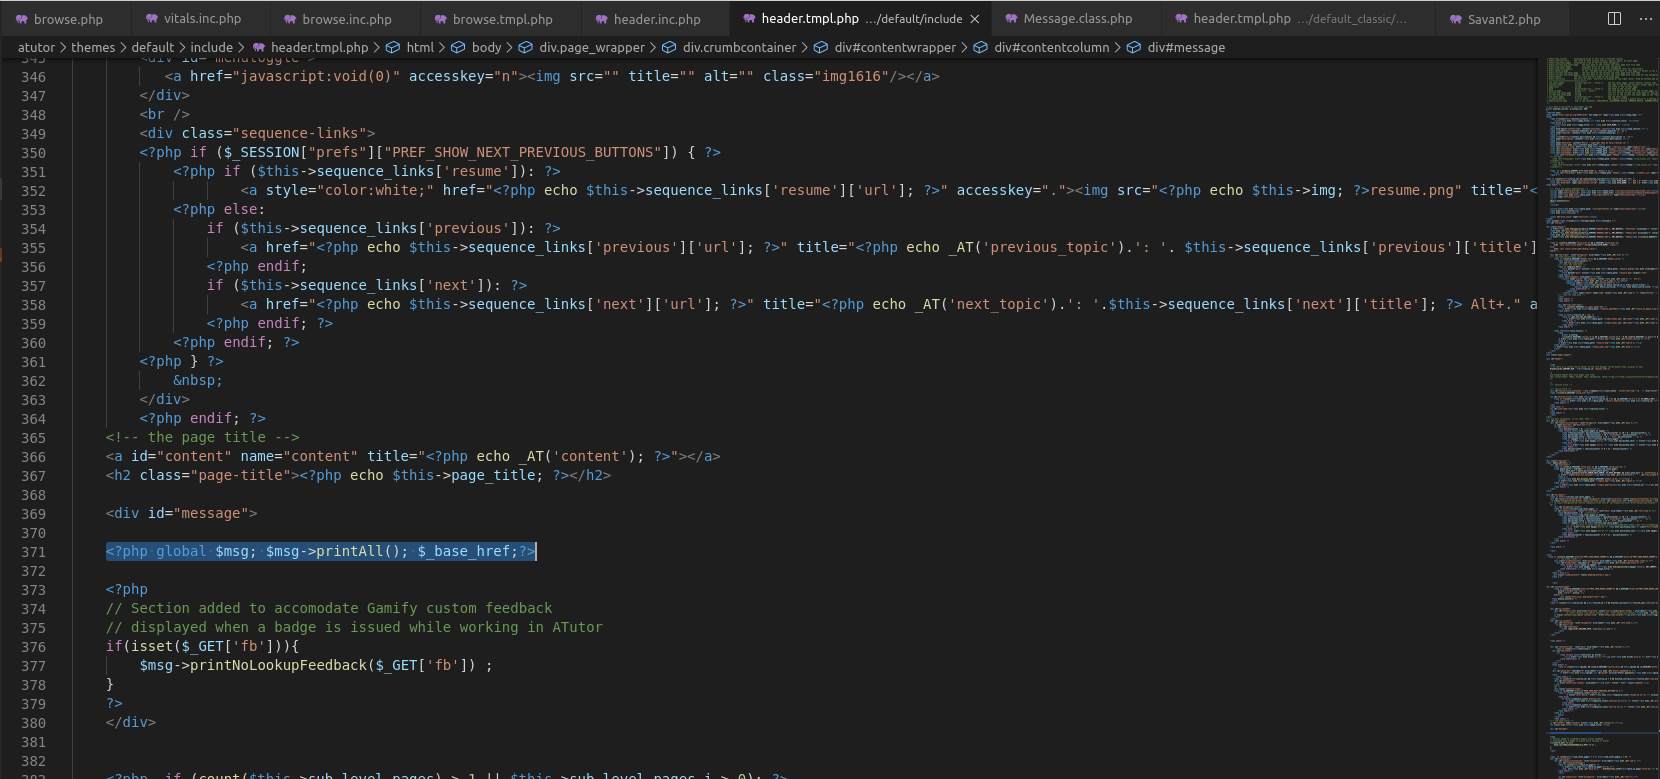 browse.php vitals.inc.php browse.inc.php browse.tmpl.php header.inc.php header.tmpl.php .../default/include × Message.class.php header.tmpl.php .../default_classic/... Savant2.php ...
atutor > themes > default > include > header.tmpl.php > html > body > div.page_wrapper > div.crumbcontainer > div#contentwrapper > div#contentcolumn > div#message
345 <div id="menutoggle">
346 <a href="javascript:void(0)" accesskey="n"><img src="" title="" alt="" class="img1616"/></a>
347 </div>
348 <br />
349 <div class="sequence-links">
350 <?php if ($_SESSION["prefs"]["PREF_SHOW_NEXT_PREVIOUS_BUTTONS"]) { ?>
351 <?php if ($this->sequence_links['resume']): ?>
352 <a style="color:white;" href="<?php echo $this->sequence_links['resume']['url']; ?>" accesskey="."><img src="<?php echo $this->img; ?>resume.png" title="<
353 <?php else:
354 if ($this->sequence_links['previous']): ?>
355 <a href="<?php echo $this->sequence_links['previous']['url']; ?>" title="<?php echo _AT('previous_topic').': '. $this->sequence_links['previous']['title']
356 <?php endif;
357 if ($this->sequence_links['next']): ?>
358 <a href="<?php echo $this->sequence_links['next']['url']; ?>" title="<?php echo _AT('next_topic').': '.$this->sequence_links['next']['title']; ?> Alt+." a
359 <?php endif; ?>
360 <?php endif; ?>
361 <?php } ?>
362 &nbsp;
363 </div>
364 <?php endif; ?>
365 <!-- the page title -->
366 <a id="content" name="content" title="<?php echo _AT('content'); ?>"></a>
367 <h2 class="page-title"><?php echo $this->page_title; ?></h2>
368
369 <div id="message">
370
371 <?php global $msg; $msg->printAll(); $_base_href;?>
372
373 <?php
374 // Section added to accomodate Gamify custom feedback
375 // displayed when a badge is issued while working in ATutor
376 if(isset($_GET['fb'])){
377 $msg->printNoLookupFeedback($_GET['fb']) ;
378 }
379 ?>
380 </div>
381
382
383 <?php if (count($this->sub_level_pages) > 1 || $this->sub_level_pages_i > 0): ?>